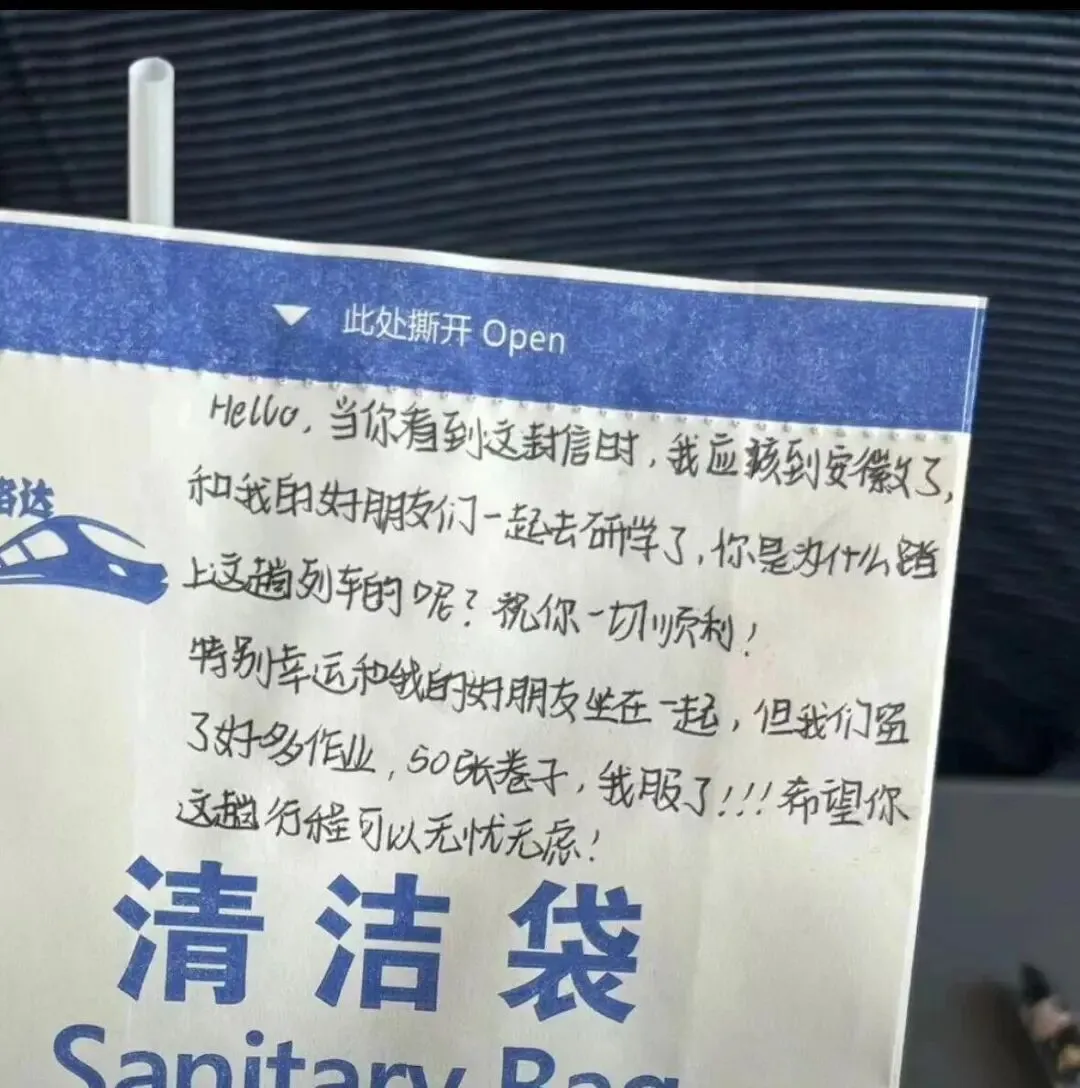 此处撕开 Open
Hello,当你看到这封信时,我应该到安徽了,
和我的好朋友们一起去研学了,你是为什么踏
上这趟列车的呢?祝你一切顺利!
特别幸运和我的好朋友坐在一起,但我们留
了好多作业,50张卷子,我服了!!!希望你
这趟行程可以无忧无虑!
达
清洁袋
Sanitary Bag